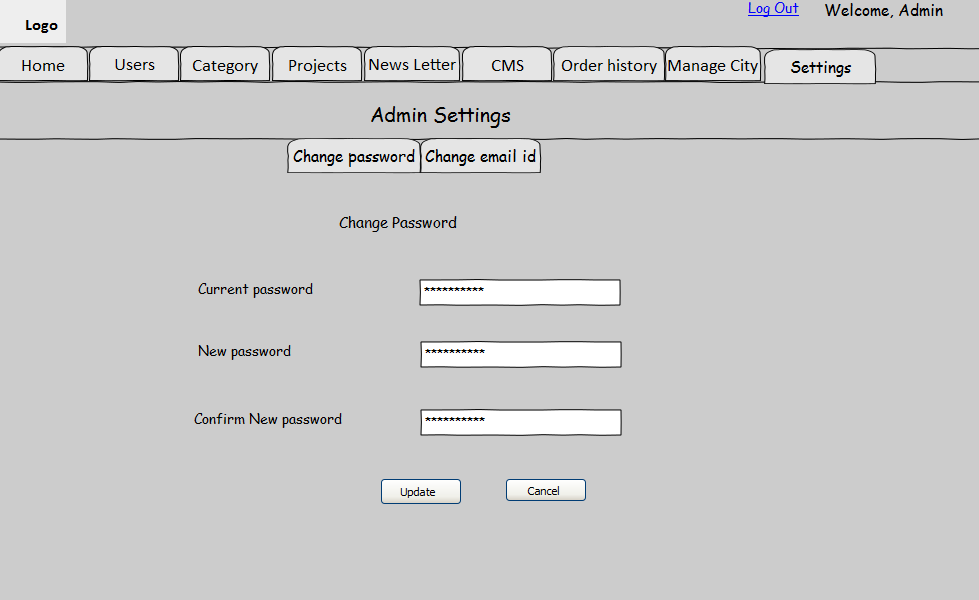 Log Out Welcome, Admin
Logo
Home Users Category Projects News Letter CMS Order history Manage City Settings
Admin Settings
Change password Change email id
Change Password
Current password **********
New password **********
Confirm New password **********
Update Cancel